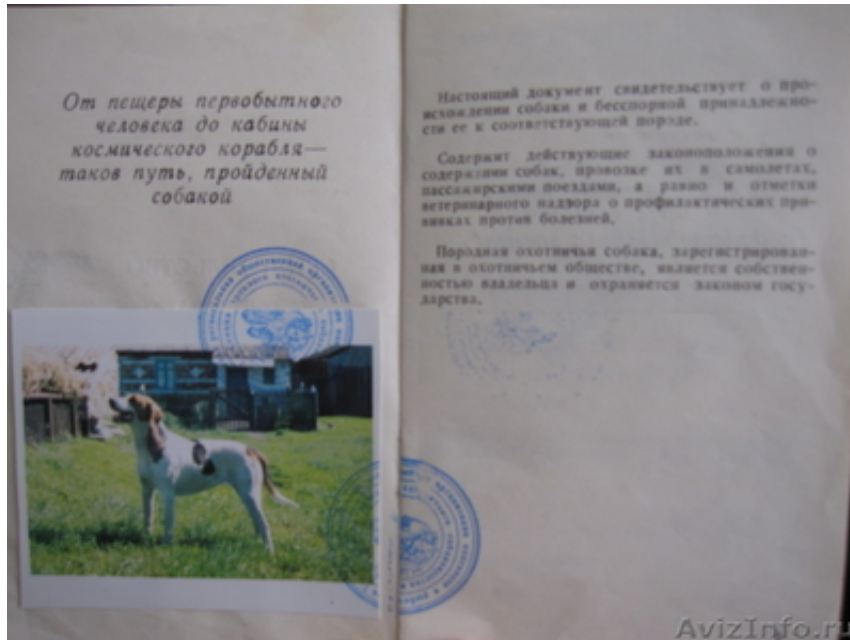 От пещеры первобытного
человека до кабины
космического корабля—
таков путь, пройденный
собакой
Настоящий документ свидетельствует о про-
исхождении собаки и бесспорной принадлежно-
сти ее к соответствующей породе.
Содержит действующие законоположения о
содержании собак, провозке их в самолетах,
пассажирскими поездами, а равно и отметки
ветеринарного надзора о профилактических при-
вивках против болезней.
Породная охотничья собака, зарегистрирован-
ная в охотничьем обществе, является собствен-
ностью владельца и охраняется законом госу-
дарства.
AvizInfo.ru